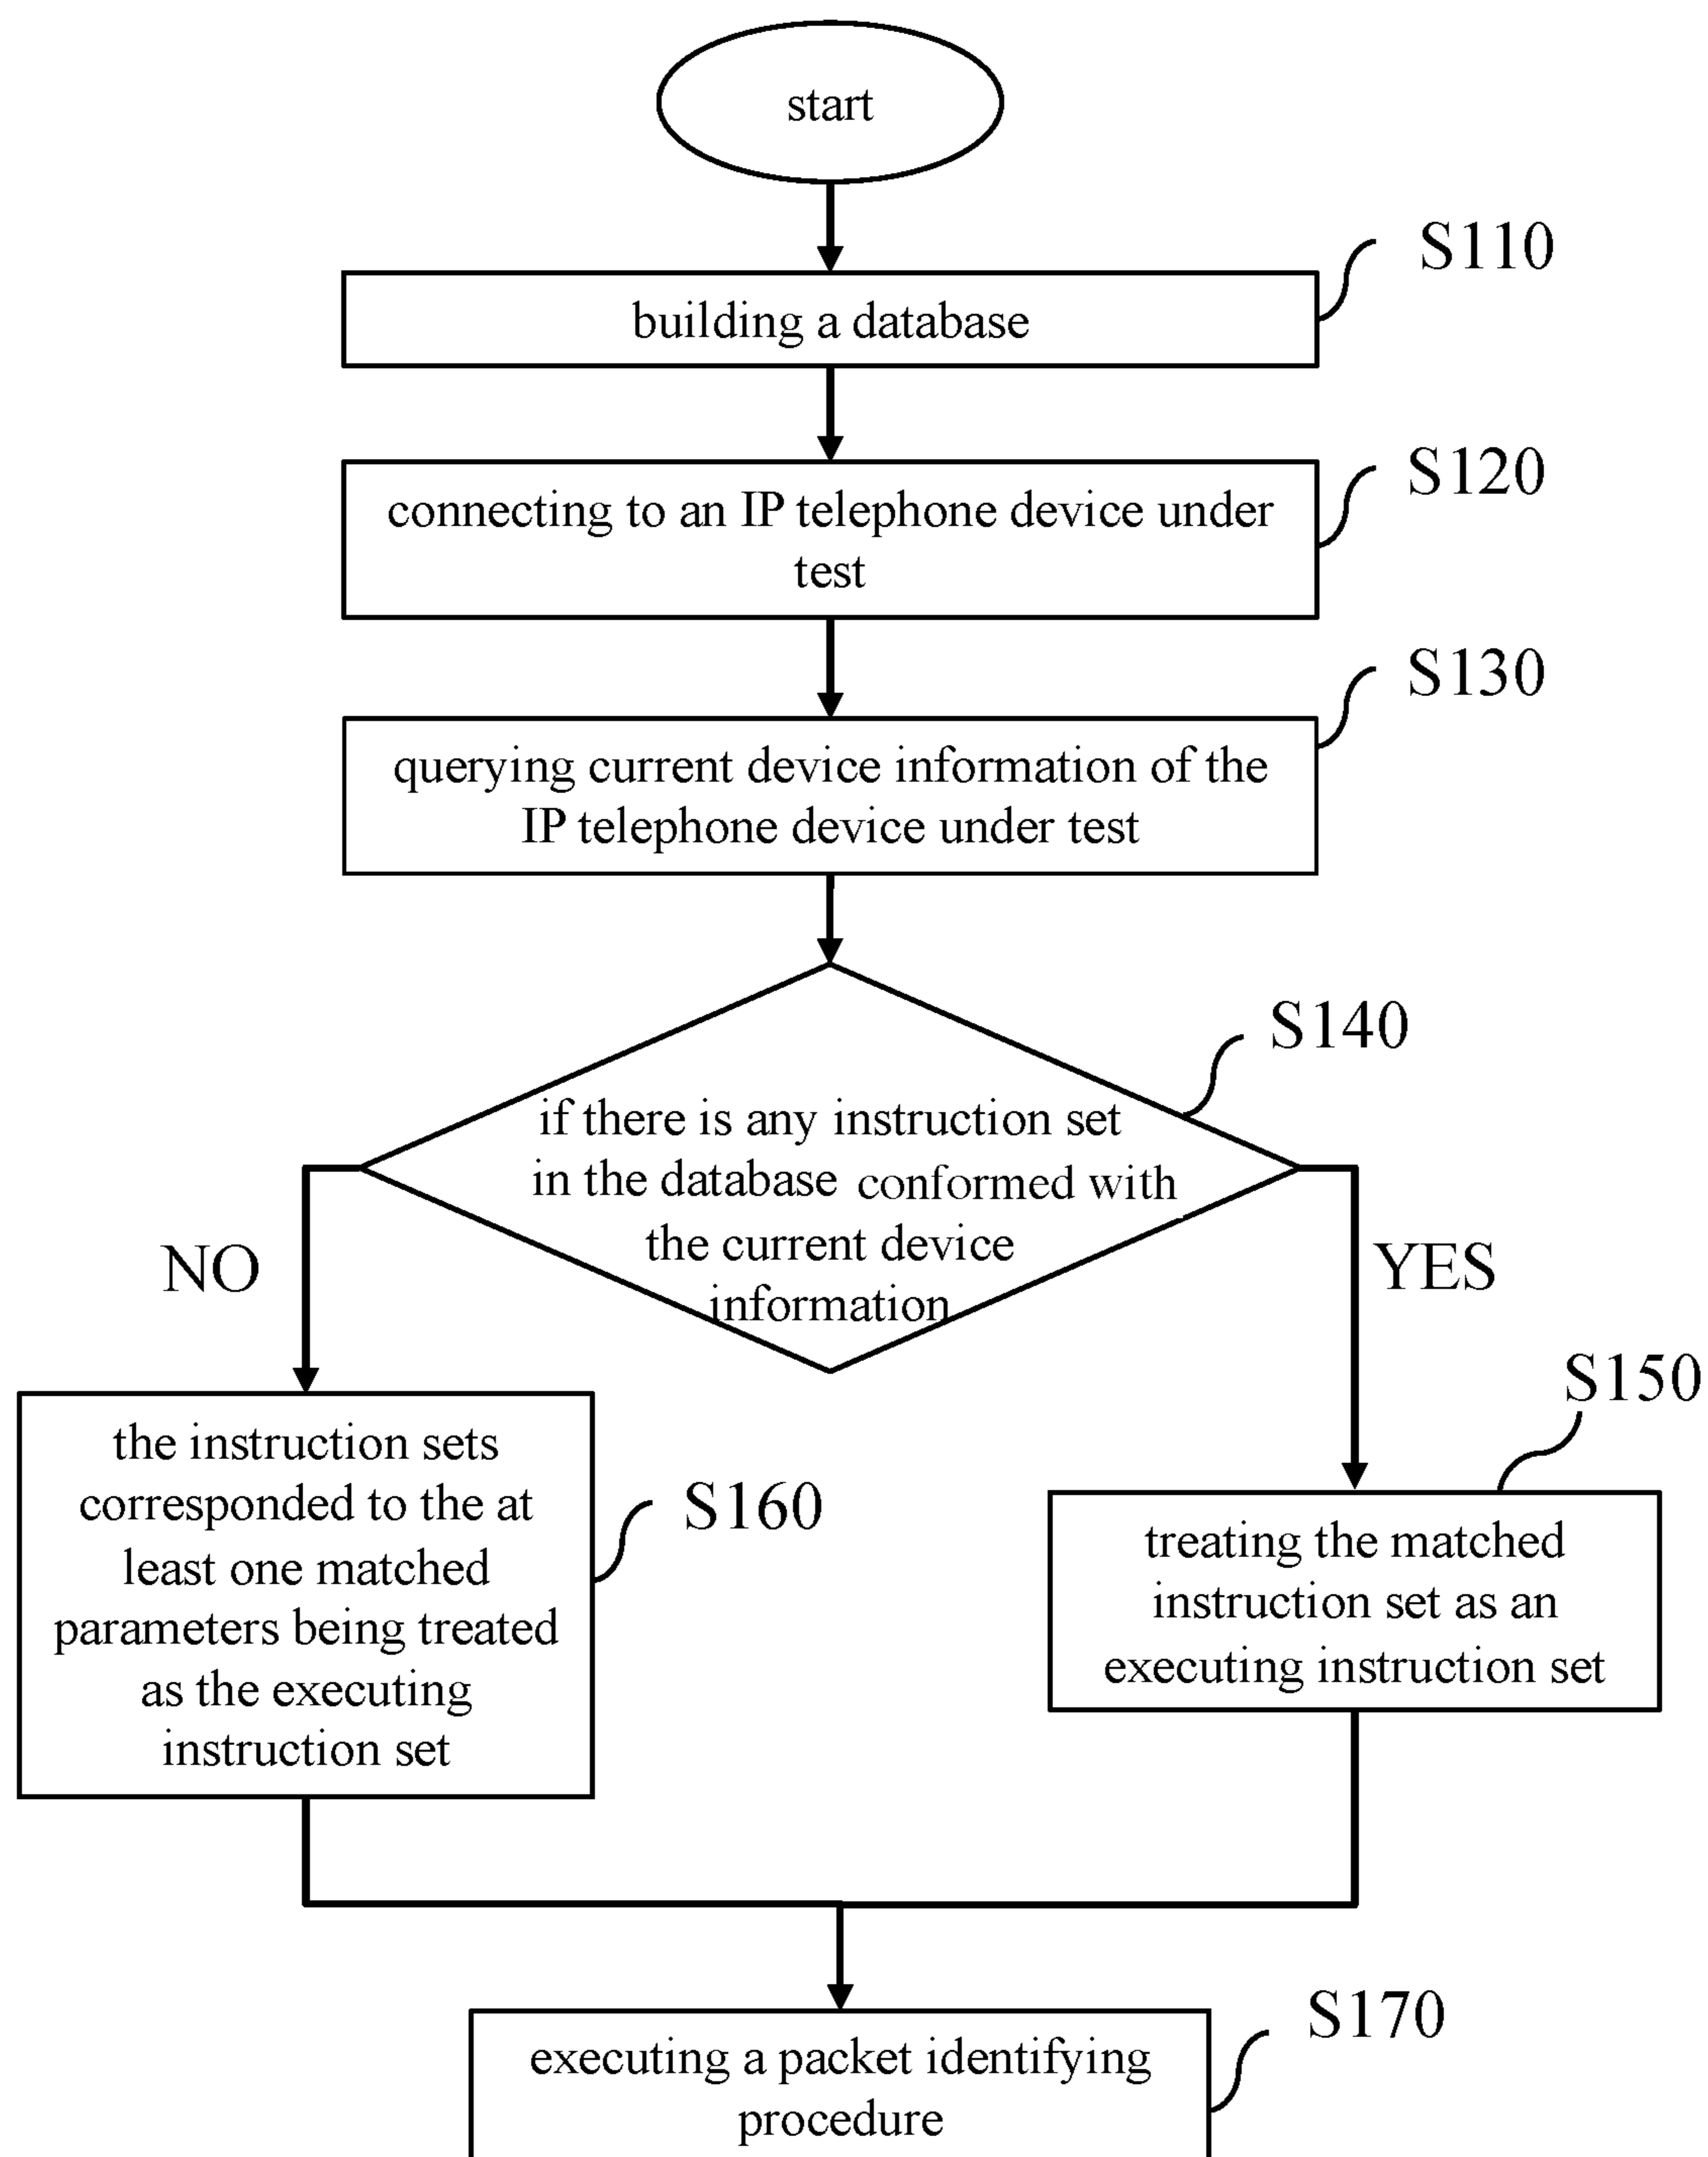 start
S110
building a database
S120
connecting to an IP telephone device under
test
S130
querying current device information of the
IP telephone device under test
S140
if there is any instruction set
in the database conformed with
the current device
information
NO
YES
S150
the instruction sets
corresponded to the at
least one matched
parameters being treated
as the executing
instruction set
S160
treating the matched
instruction set as an
executing instruction set
S170
executing a packet identifying
procedure